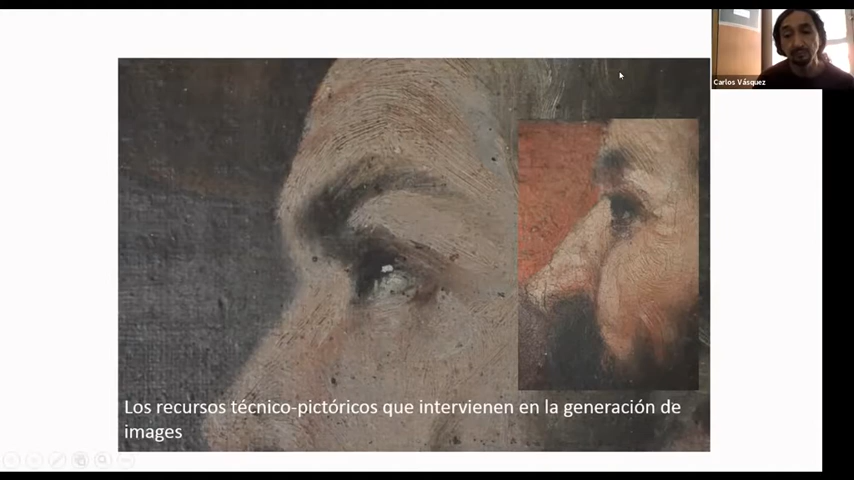 Carlos Vásquez
Los recursos técnico-pictóricos que intervienen en la generación de
images